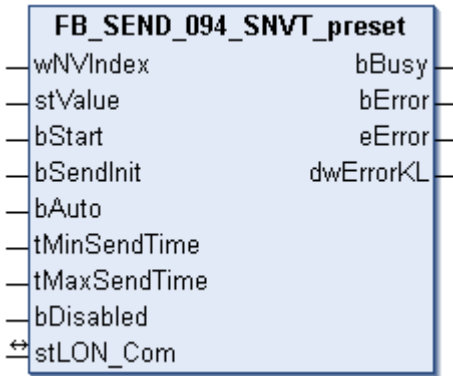 FB_SEND_094_SNVT_preset
wNVIndex bBusy
stValue bError
bStart eError
bSendInit dwErrorKL
bAuto
tMinSendTime
tMaxSendTime
bDisabled
stLON_Com